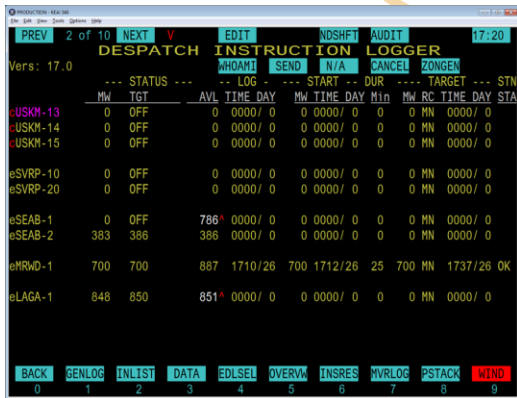 PRODUCTION - KEAI 360
File Edit View Tools Options Help
PREV 2 of 10 NEXT V EDIT NDSHFT AUDIT 17:20
DESPATCH INSTRUCTION LOGGER
Vers: 17.0 WHOAMI SEND N/A CANCEL ZONGEN
--- STATUS --- -- LOG - --- START -- DUR --- TARGET --- STN
MW TGT AVL TIME DAY MW TIME DAY Min MW RC TIME DAY STA
cUSKM-13 0 OFF 0 0000/ 0 0 0000/ 0 0 0 MN 0000/ 0
cUSKM-14 0 OFF 0 0000/ 0 0 0000/ 0 0 0 MN 0000/ 0
cUSKM-15 0 OFF 0 0000/ 0 0 0000/ 0 0 0 MN 0000/ 0
eSVRP-10 0 OFF 0 0000/ 0 0 0000/ 0 0 0 MN 0000/ 0
eSVRP-20 0 OFF 0 0000/ 0 0 0000/ 0 0 0 MN 0000/ 0
eSEAB-1 0 OFF 786^ 0000/ 0 0 0000/ 0 0 0 MN 0000/ 0
eSEAB-2 383 386 386 0000/ 0 0 0000/ 0 0 0 MN 0000/ 0
eMRWD-1 700 700 887 1710/26 700 1712/26 25 700 MN 1737/26 OK
eLAGA-1 848 850 851^ 0000/ 0 0 0000/ 0 0 0 MN 0000/ 0
BACK GENLOG INLIST DATA EDLSEL OVERVW INSRES MVRLOG PSTACK WIND
0 1 2 3 4 5 6 7 8 9